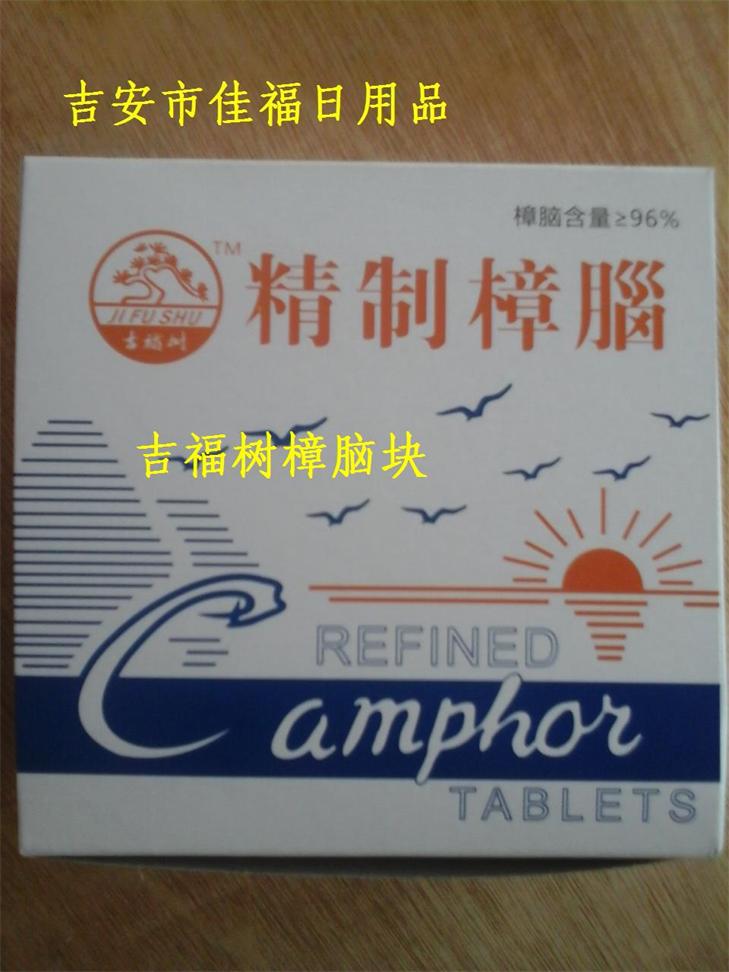 吉安市佳福日用品
樟脑含量≥96%
TM
JI FU SHU
吉福树
精制樟腦
吉福树樟脑块
REFINED
Camphor
TABLETS